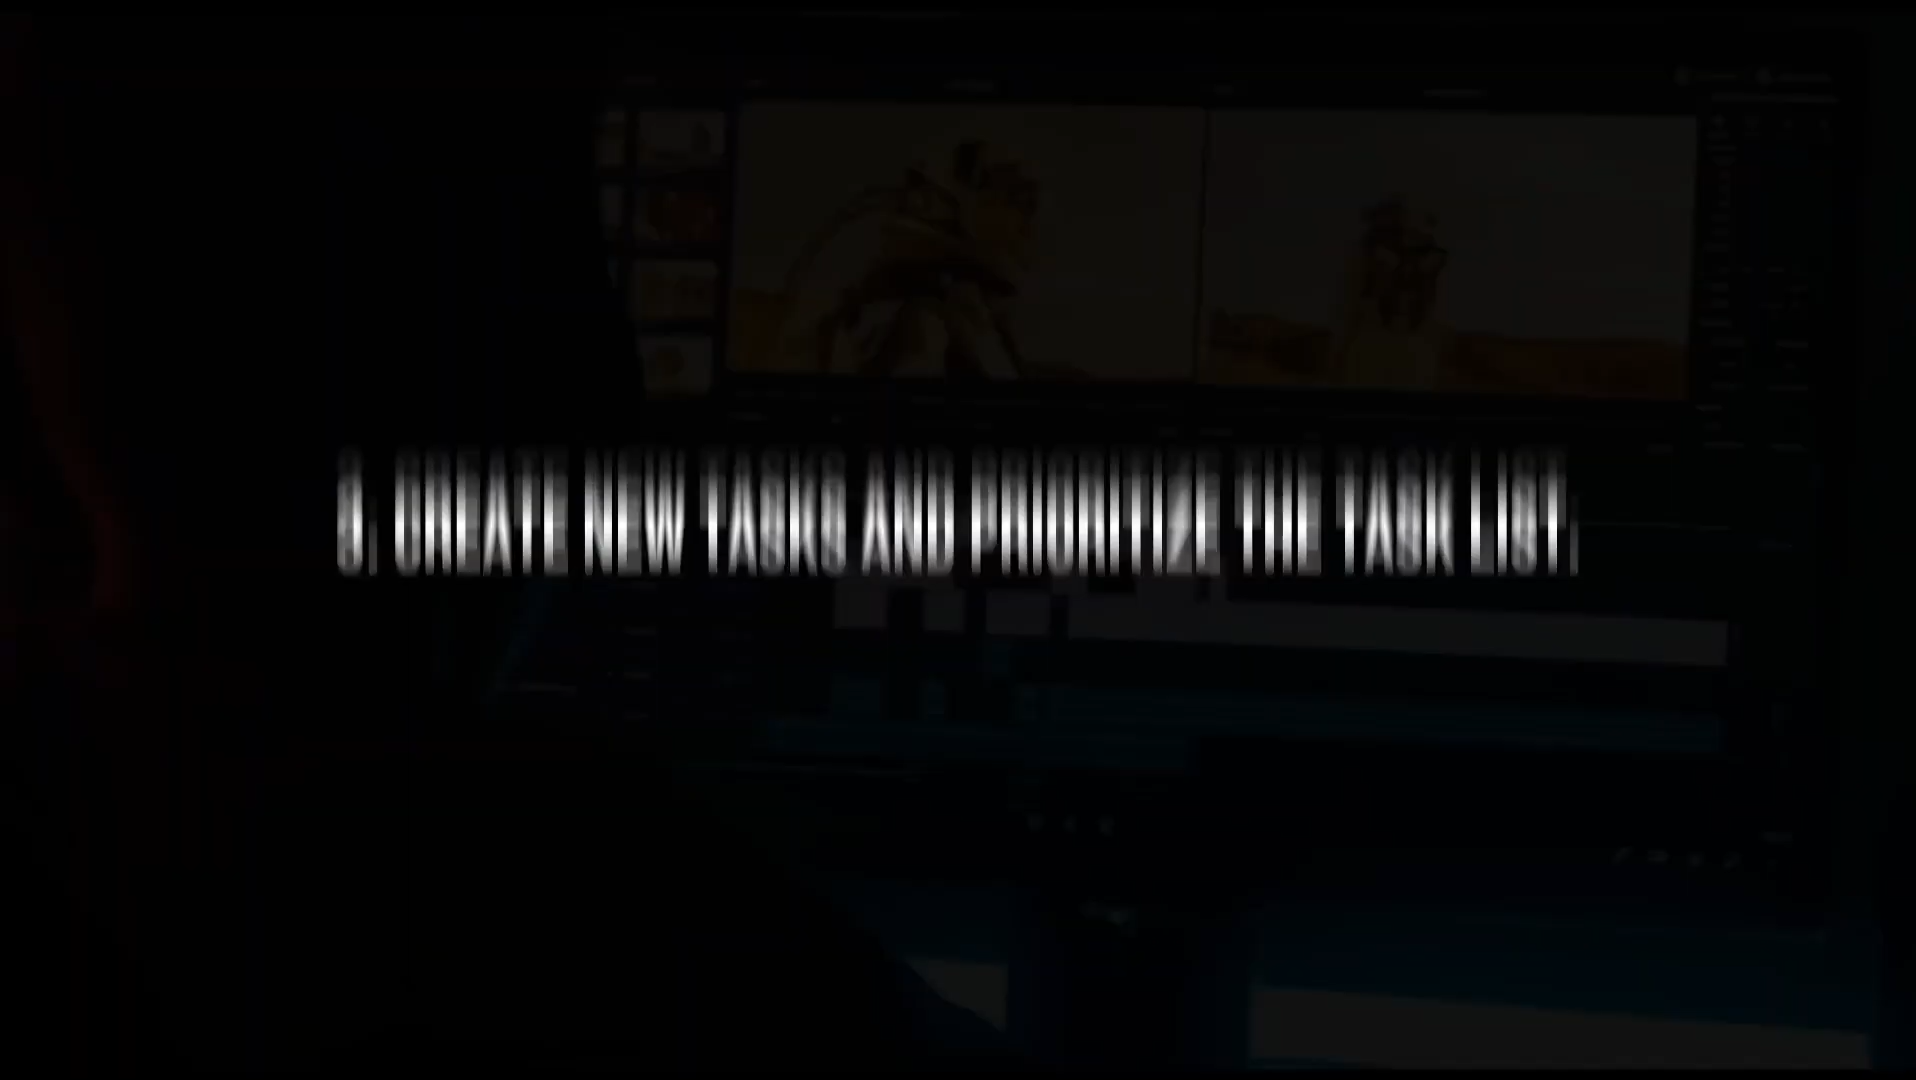 3. CREATE NEW TASKS AND PRIORITIZE THE TASK LIST.